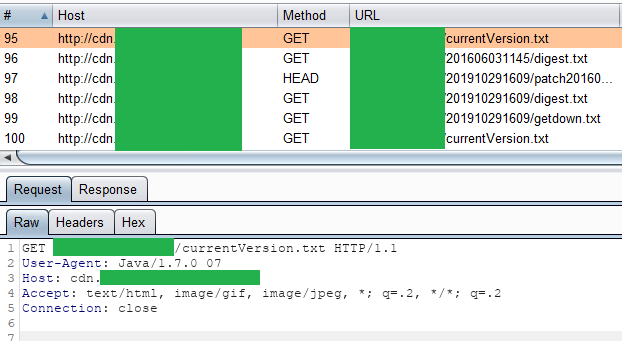 # Host Method URL
95 http://cdn. GET /currentVersion.txt
96 http://cdn. GET /201606031145/digest.txt
97 http://cdn. HEAD /201910291609/patch20160...
98 http://cdn. GET /201910291609/digest.txt
99 http://cdn. GET /201910291609/getdown.txt
100 http://cdn. GET /currentVersion.txt
Request Response
Raw Headers Hex
1 GET /currentVersion.txt HTTP/1.1
2 User-Agent: Java/1.7.0 07
3 Host: cdn.
4 Accept: text/html, image/gif, image/jpeg, *; q=.2, */*; q=.2
5 Connection: close
6
7